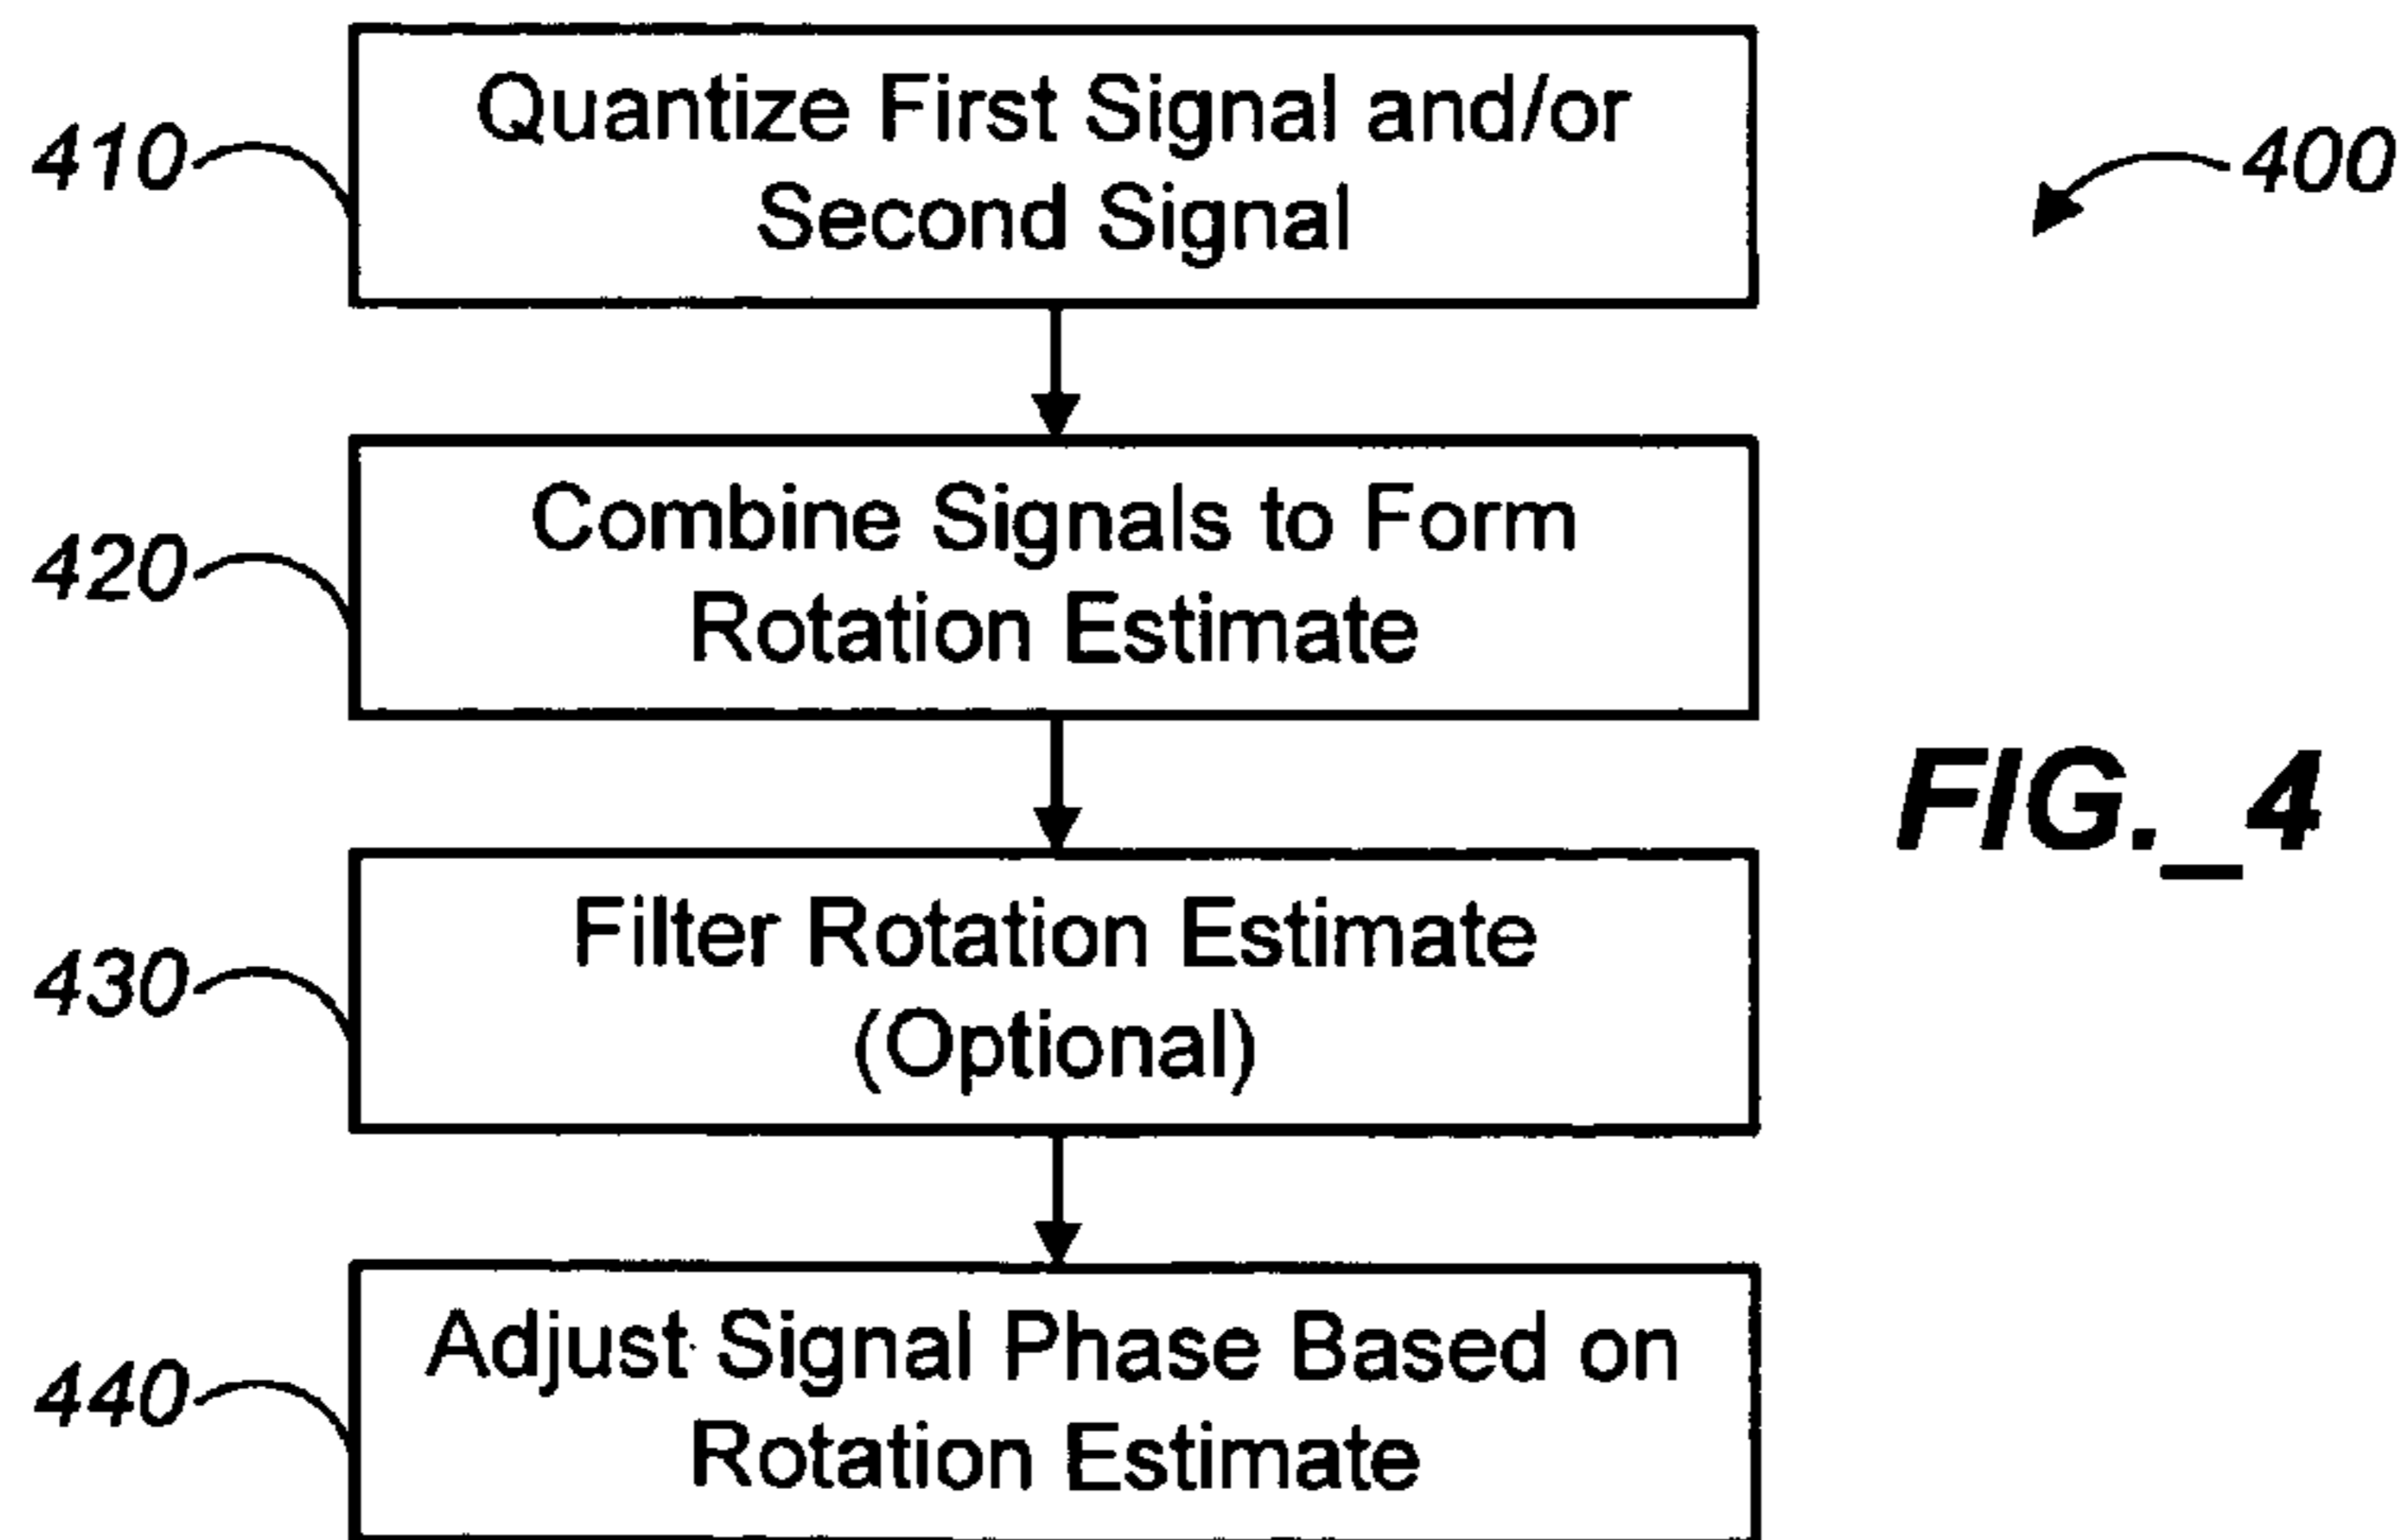 410
Quantize First Signal and/or
Second Signal
400
420
Combine Signals to Form
Rotation Estimate
FIG._4
430
Filter Rotation Estimate
(Optional)
440
Adjust Signal Phase Based on
Rotation Estimate